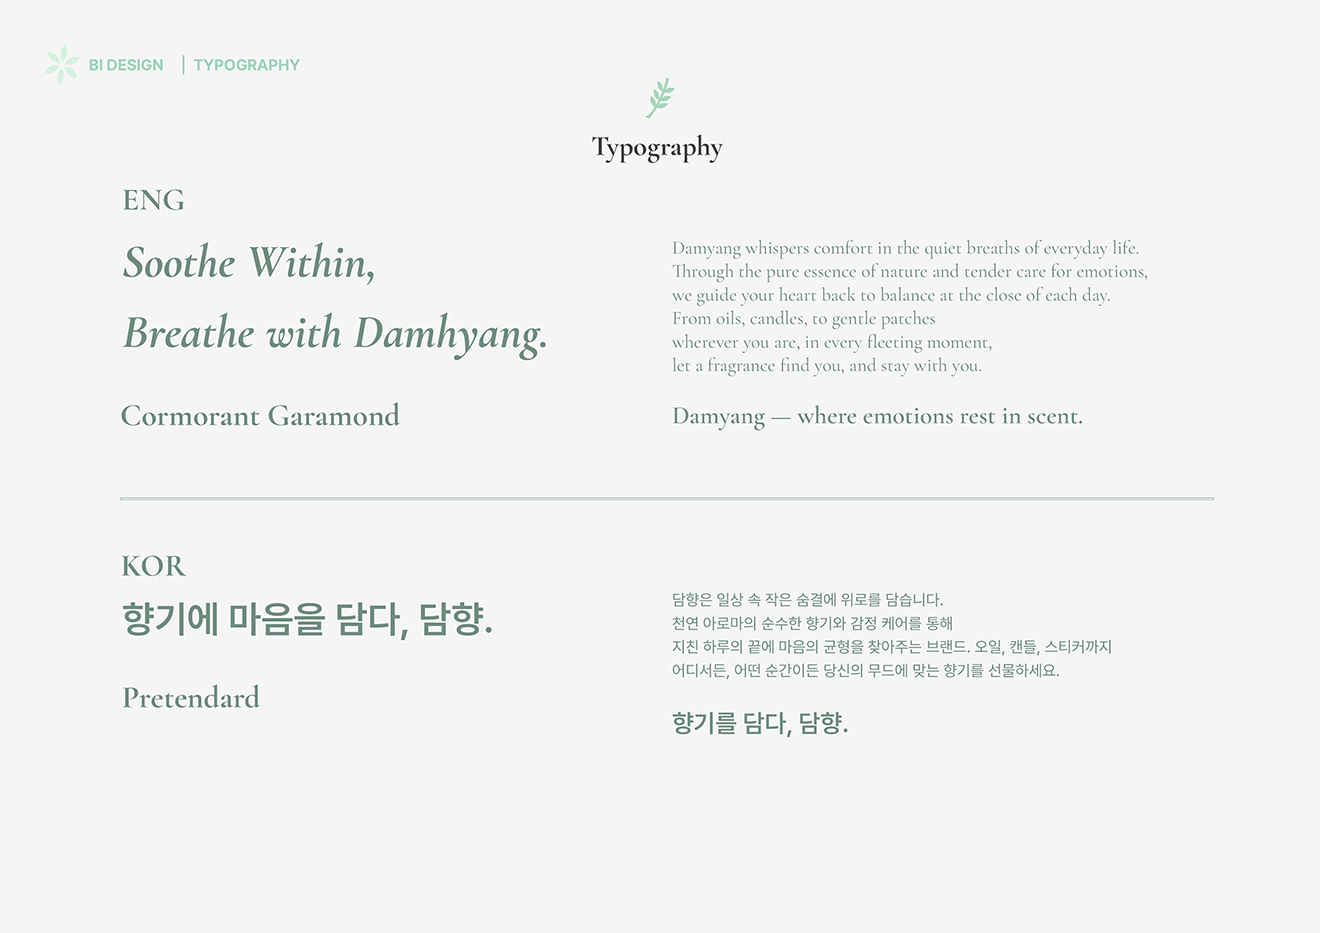 BI DESIGN | TYPOGRAPHY
Typography
ENG
Soothe Within,
Breathe with Damhyang.
Cormorant Garamond
Damyang whispers comfort in the quiet breaths of everyday life.
Through the pure essence of nature and tender care for emotions,
we guide your heart back to balance at the close of each day.
From oils, candles, to gentle patches
wherever you are, in every fleeting moment,
let a fragrance find you, and stay with you.
Damyang — where emotions rest in scent.
KOR
향기에 마음을 담다, 담향.
Pretendard
담향은 일상 속 작은 숨결에 위로를 담습니다.
천연 아로마의 순수한 향기와 감정 케어를 통해
지친 하루의 끝에 마음의 균형을 찾아주는 브랜드. 오일, 캔들, 스티커까지
어디서든, 어떤 순간이든 당신의 무드에 맞는 향기를 선물하세요.
향기를 담다, 담향.